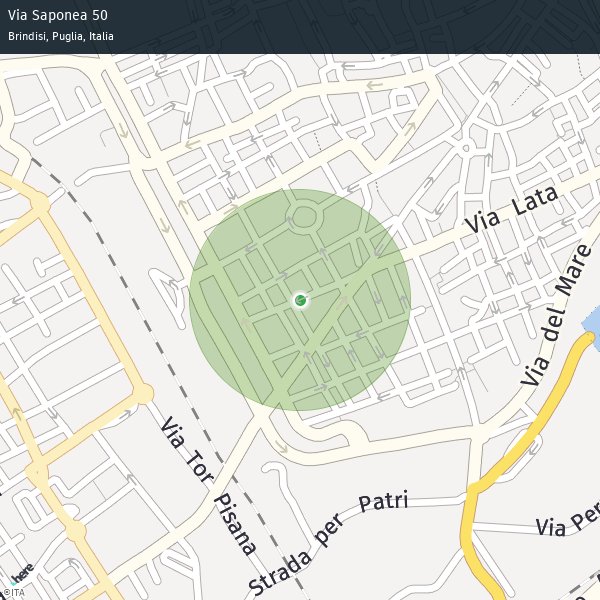 Via Saponea 50
Brindisi, Puglia, Italia
Via Lata
Via del Mare
Via Tor Pisana
Strada per Patri
Via Per
here
©ITA